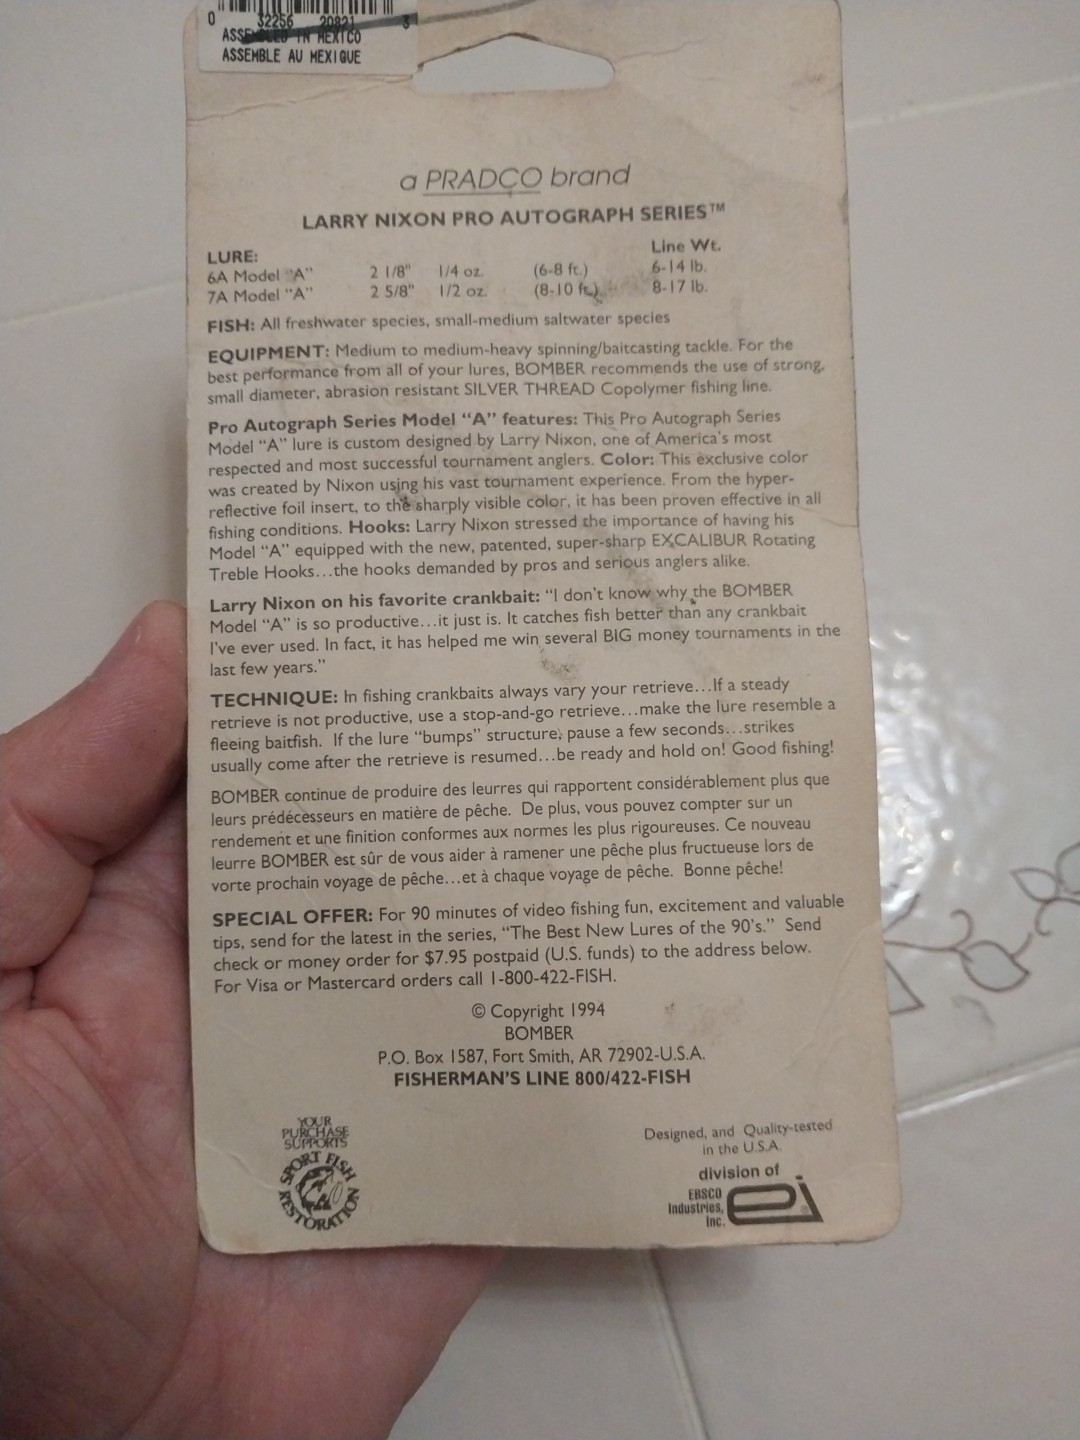 0 32256 20821 3
ASSEMBLED IN MEXICO
ASSEMBLE AU MEXIQUE
a PRADCO brand
LARRY NIXON PRO AUTOGRAPH SERIES™
LURE: Line Wt.
6A Model "A" 2 1/8" 1/4 oz. (6-8 ft.) 6-14 lb.
7A Model "A" 2 5/8" 1/2 oz. (8-10 ft.) 8-17 lb.
FISH: All freshwater species, small-medium saltwater species
EQUIPMENT: Medium to medium-heavy spinning/baitcasting tackle. For the
best performance from all of your lures, BOMBER recommends the use of strong,
small diameter, abrasion resistant SILVER THREAD Copolymer fishing line.
Pro Autograph Series Model "A" features: This Pro Autograph Series
Model "A" lure is custom designed by Larry Nixon, one of America's most
respected and most successful tournament anglers. Color: This exclusive color
was created by Nixon using his vast tournament experience. From the hyper-
reflective foil insert, to the sharply visible color, it has been proven effective in all
fishing conditions. Hooks: Larry Nixon stressed the importance of having his
Model "A" equipped with the new, patented, super-sharp EXCALIBUR Rotating
Treble Hooks...the hooks demanded by pros and serious anglers alike.
Larry Nixon on his favorite crankbait: "I don't know why the BOMBER
Model "A" is so productive...it just is. It catches fish better than any crankbait
I've ever used. In fact, it has helped me win several BIG money tournaments in the
last few years."
TECHNIQUE: In fishing crankbaits always vary your retrieve...If a steady
retrieve is not productive, use a stop-and-go retrieve...make the lure resemble a
fleeing baitfish. If the lure "bumps" structure, pause a few seconds...strikes
usually come after the retrieve is resumed...be ready and hold on! Good fishing!
BOMBER continue de produire des leurres qui rapportent considérablement plus que
leurs prédécesseurs en matière de pêche. De plus, vous pouvez compter sur un
rendement et une finition conformes aux normes les plus rigoureuses. Ce nouveau
leurre BOMBER est sûr de vous aider à ramener une pêche plus fructueuse lors de
vorte prochain voyage de pêche...et à chaque voyage de pêche. Bonne pêche!
SPECIAL OFFER: For 90 minutes of video fishing fun, excitement and valuable
tips, send for the latest in the series, "The Best New Lures of the 90's." Send
check or money order for $7.95 postpaid (U.S. funds) to the address below.
For Visa or Mastercard orders call 1-800-422-FISH.
© Copyright 1994
BOMBER
P.O. Box 1587, Fort Smith, AR 72902-U.S.A.
FISHERMAN'S LINE 800/422-FISH
YOUR
PURCHASE
SUPPORTS
SPORT FISH
RESTORATION
Designed, and Quality-tested
in the U.S.A.
division of
EBSCO
Industries,
Inc.
ei